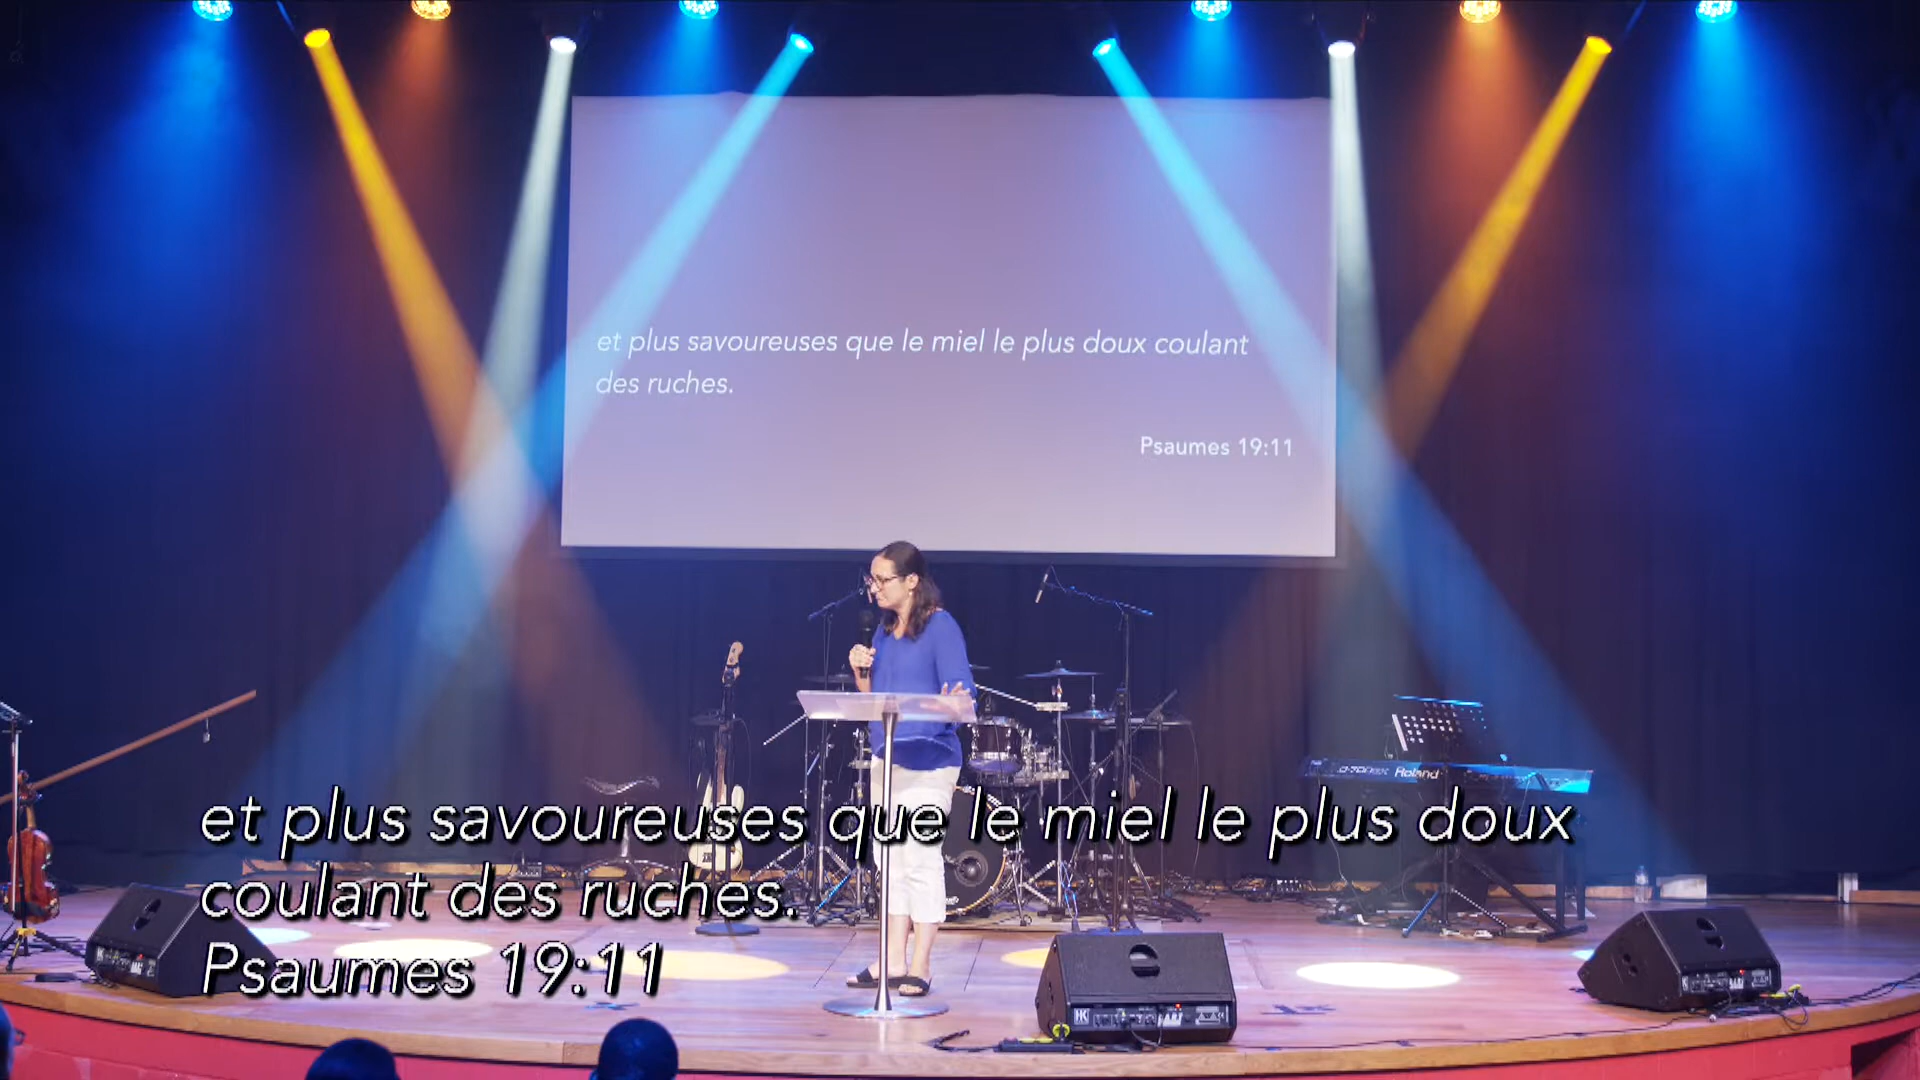 et plus savoureuses que le miel le plus doux coulant
des ruches.
Psaumes 19:11
Roland
et plus savoureuses que le miel le plus doux
coulant des ruches.
Psaumes 19:11
HK